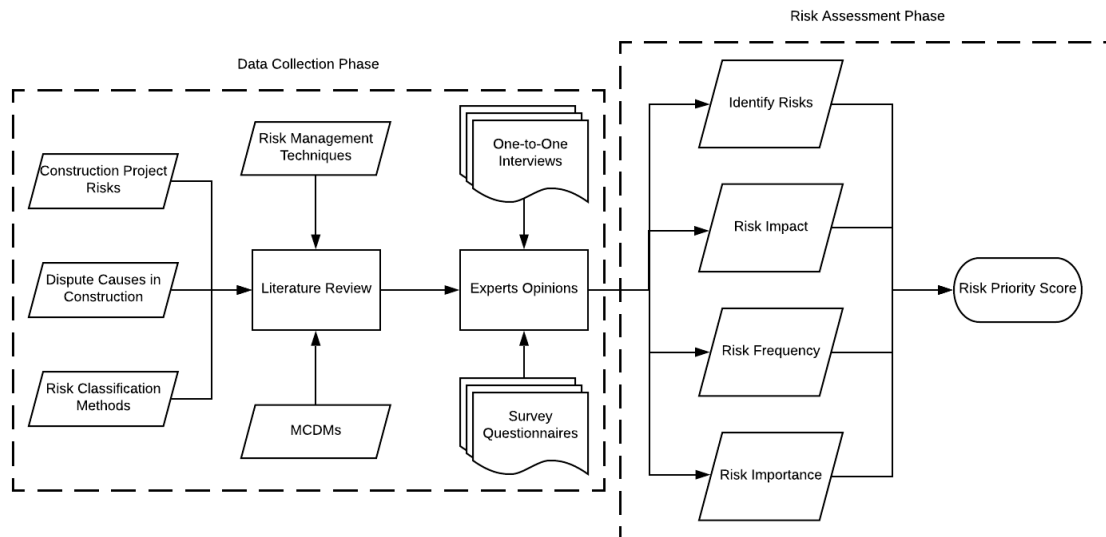 Risk Assessment Phase
Data Collection Phase
Construction Project
Risks
Dispute Causes in
Construction
Risk Classification
Methods
Risk Management
Techniques
Literature Review
MCDMs
One-to-One
Interviews
Experts Opinions
Survey
Questionnaires
Identify Risks
Risk Impact
Risk Frequency
Risk Importance
Risk Priority Score